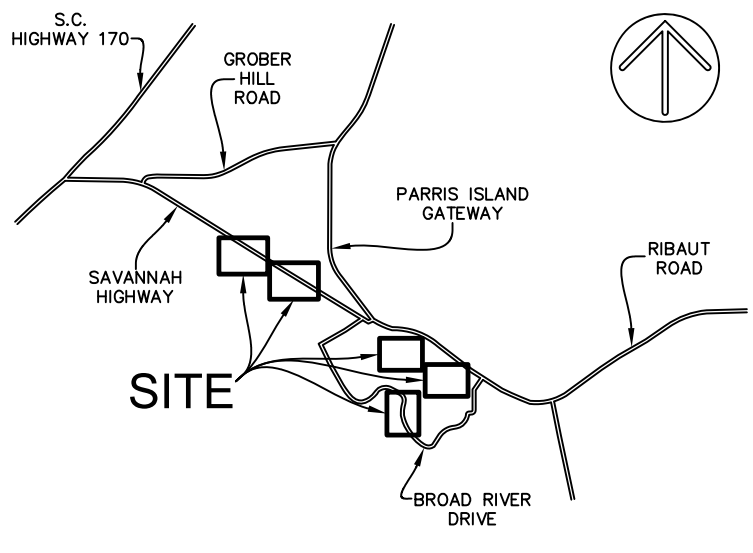 S.C.
HIGHWAY 170
GROBER
HILL
ROAD
PARRIS ISLAND
GATEWAY
RIBAUT
ROAD
SAVANNAH
HIGHWAY
SITE
BROAD RIVER
DRIVE